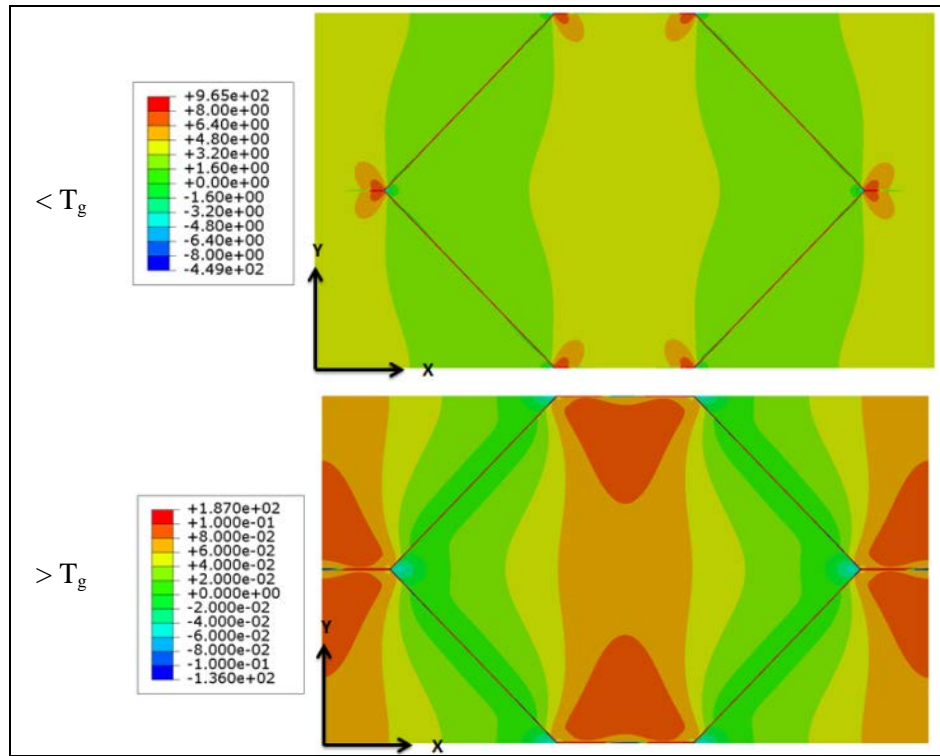 +9.65e+02
+8.00e+00
+6.40e+00
+4.80e+00
+3.20e+00
+1.60e+00
+0.00e+00
-1.60e+00
-3.20e+00
-4.80e+00
-6.40e+00
-8.00e+00
-4.49e+02
< Tg
Y
X
+1.870e+02
+1.000e-01
+8.000e-02
+6.000e-02
+4.000e-02
+2.000e-02
+0.000e+00
-2.000e-02
-4.000e-02
-6.000e-02
-8.000e-02
-1.000e-01
-1.360e+02
> Tg
Y
X